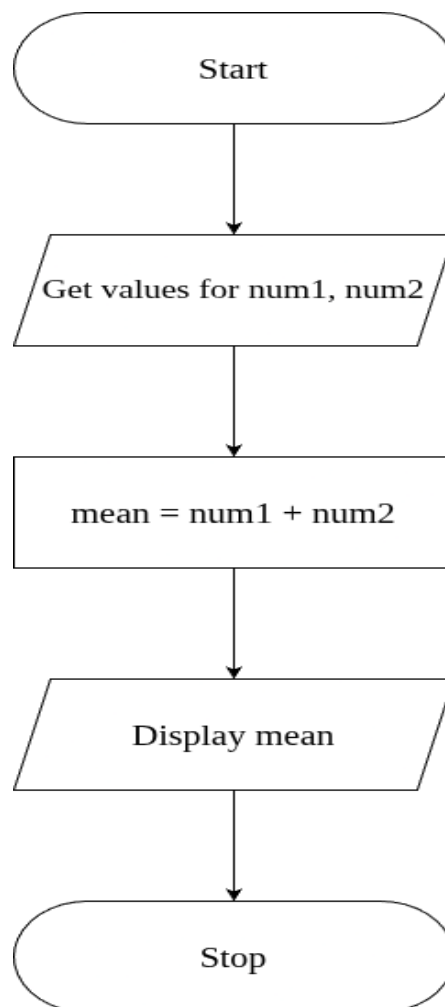 Start
Get values for num1, num2
mean = num1 + num2
Display mean
Stop